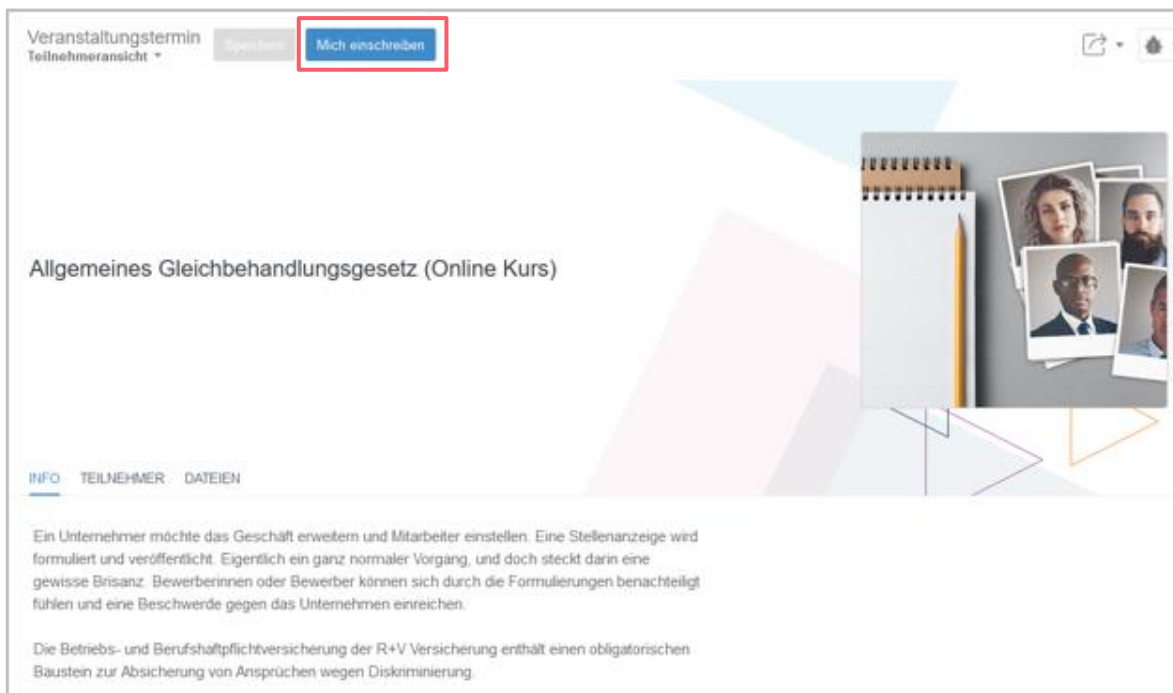 Veranstaltungstermin
Teilnehmeransicht
Speichern
Mich einschreiben
Allgemeines Gleichbehandlungsgesetz (Online Kurs)
INFO TEILNEHMER DATEIEN
Ein Unternehmer möchte das Geschäft erweitern und Mitarbeiter einstellen. Eine Stellenanzeige wird
formuliert und veröffentlicht. Eigentlich ein ganz normaler Vorgang, und doch steckt darin eine
gewisse Brisanz. Bewerberinnen oder Bewerber können sich durch die Formulierungen benachteiligt
fühlen und eine Beschwerde gegen das Unternehmen einreichen.
Die Betriebs- und Berufshaftpflichtversicherung der R+V Versicherung enthält einen obligatorischen
Baustein zur Absicherung von Ansprüchen wegen Diskriminierung.